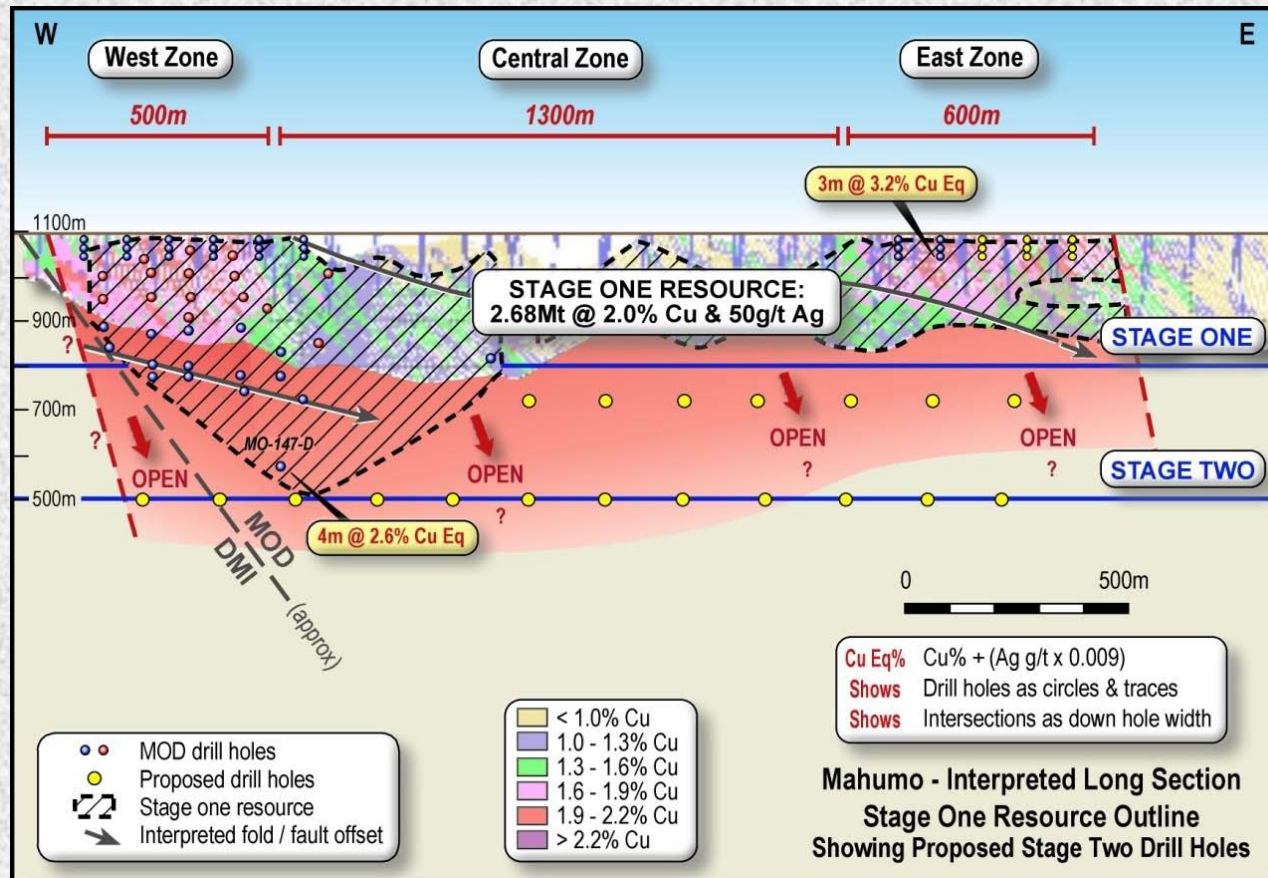 W
E
West Zone
Central Zone
East Zone
500m
1300m
600m
3m @ 3.2% Cu Eq
1100m
900m
700m
500m
STAGE ONE RESOURCE:
2.68Mt @ 2.0% Cu & 50g/t Ag
STAGE ONE
?
?
MO-147-D
OPEN
OPEN
?
OPEN
?
OPEN
?
STAGE TWO
4m @ 2.6% Cu Eq
MOD
DMI
(approx)
0 500m
Cu Eq% Cu% + (Ag g/t x 0.009)
Shows Drill holes as circles & traces
Shows Intersections as down hole width
MOD drill holes
Proposed drill holes
Stage one resource
Interpreted fold / fault offset
< 1.0% Cu
1.0 - 1.3% Cu
1.3 - 1.6% Cu
1.6 - 1.9% Cu
1.9 - 2.2% Cu
> 2.2% Cu
Mahumo - Interpreted Long Section
Stage One Resource Outline
Showing Proposed Stage Two Drill Holes